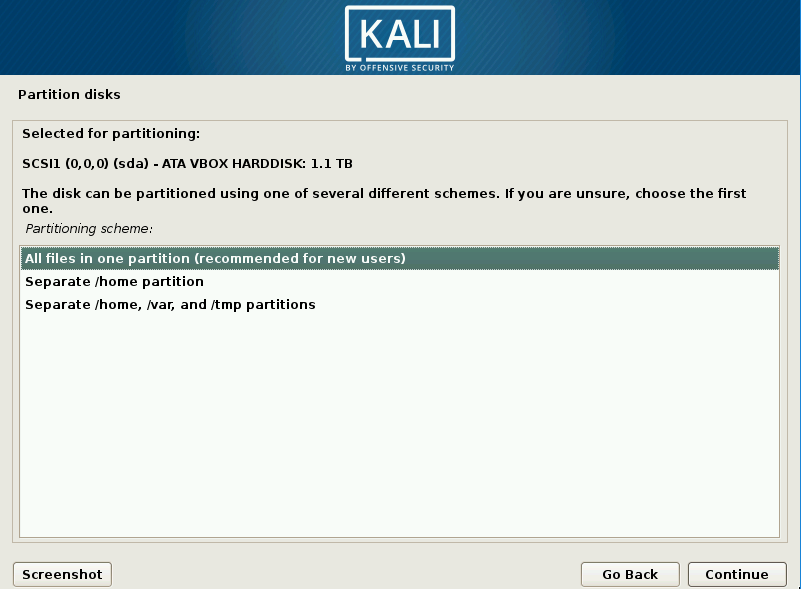 KALI
BY OFFENSIVE SECURITY
Partition disks
Selected for partitioning:
SCSI1 (0,0,0) (sda) - ATA VBOX HARDDISK: 1.1 TB
The disk can be partitioned using one of several different schemes. If you are unsure, choose the first
one.
Partitioning scheme:
All files in one partition (recommended for new users)
Separate /home partition
Separate /home, /var, and /tmp partitions
Screenshot
Go Back
Continue